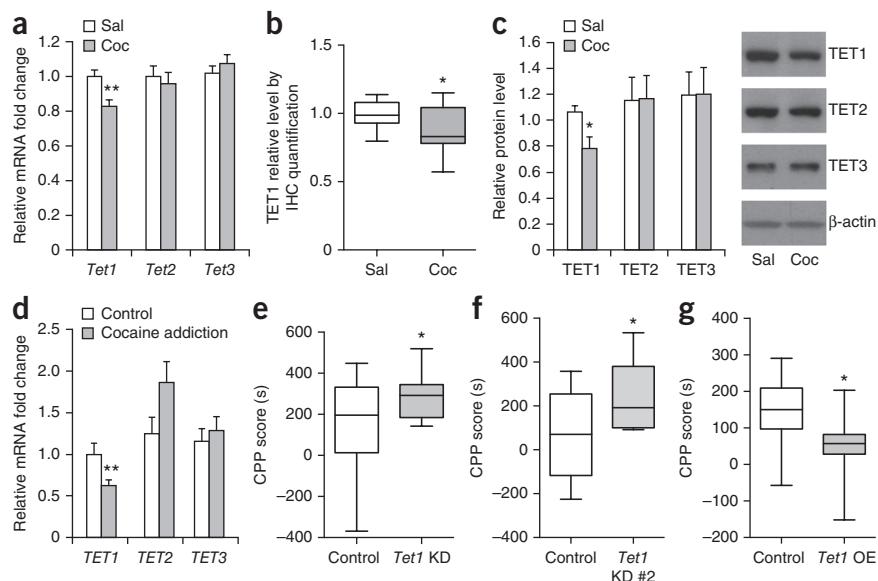 a
Sal
Coc
Relative mRNA fold change
1.2
1.0
0.8
0.6
0.4
0.2
0
**
Tet1
Tet2
Tet3
b
TET1 relative level by
IHC quantification
1.5
1.0
0.5
0
*
Sal
Coc
c
Sal
Coc
Relative protein level
1.6
1.4
1.2
1.0
0.8
0.6
0.4
0.2
0
*
TET1
TET2
TET3
TET1
TET2
TET3
β-actin
Sal
Coc
d
Control
Cocaine addiction
Relative mRNA fold change
2.5
2.0
1.5
1.0
0.5
0
**
TET1
TET2
TET3
e
CPP score (s)
600
400
200
0
−200
−400
*
Control
Tet1 KD
f
CPP score (s)
600
400
200
0
−200
−400
*
Control
Tet1
KD #2
g
CPP score (s)
400
300
200
100
0
−100
−200
*
Control
Tet1 OE